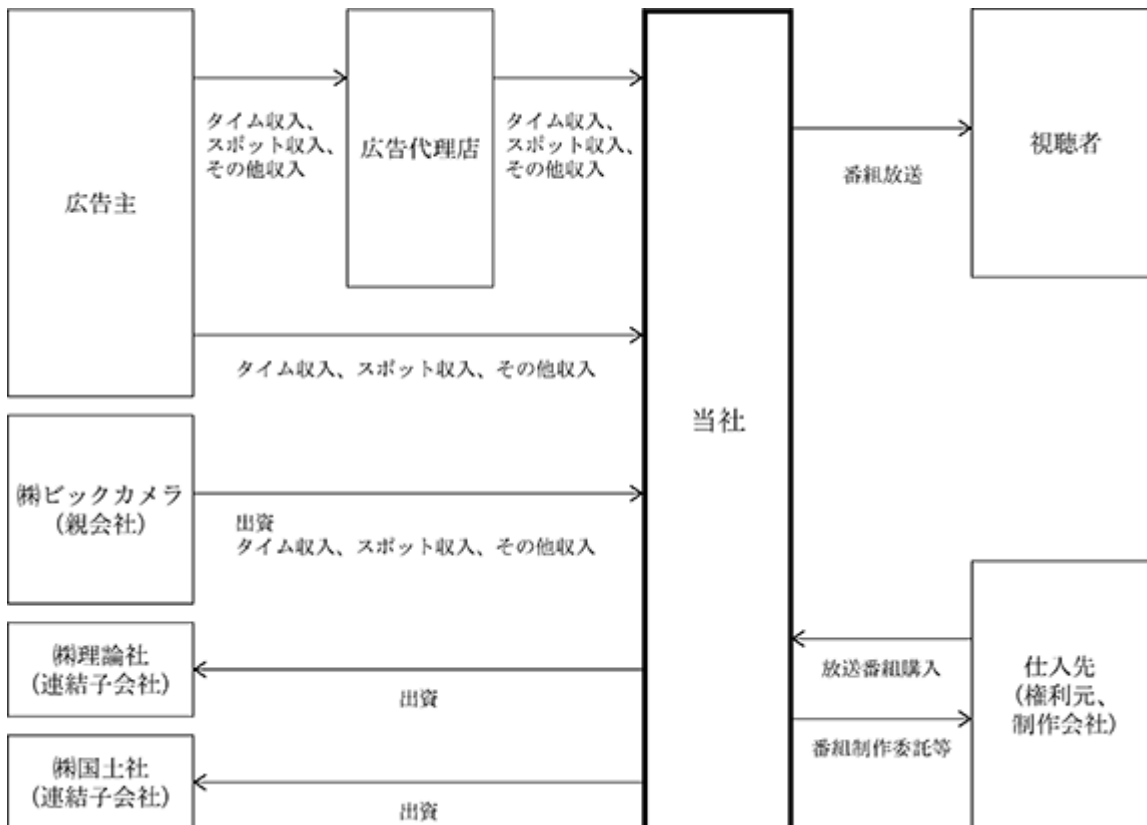 広告主
タイム収入、
スポット収入、
その他収入
広告代理店
タイム収入、
スポット収入、
その他収入
タイム収入、スポット収入、その他収入
㈱ビックカメラ
(親会社)
出資
タイム収入、スポット収入、その他収入
㈱理論社
(連結子会社)
出資
㈱国土社
(連結子会社)
出資
当社
番組放送
視聴者
放送番組購入
番組制作委託等
仕入先
(権利元、
制作会社)